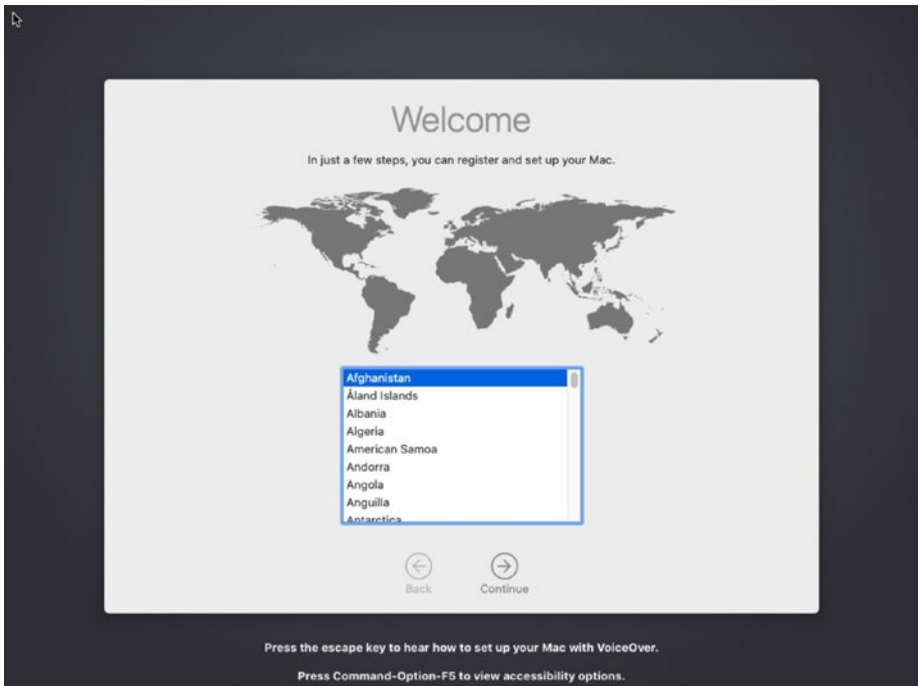 Welcome
In just a few steps, you can register and set up your Mac.
Afghanistan
Åland Islands
Albania
Algeria
American Samoa
Andorra
Angola
Anguilla
Antarctica
Back
Continue
Press the escape key to hear how to set up your Mac with VoiceOver.
Press Command-Option-F5 to view accessibility options.